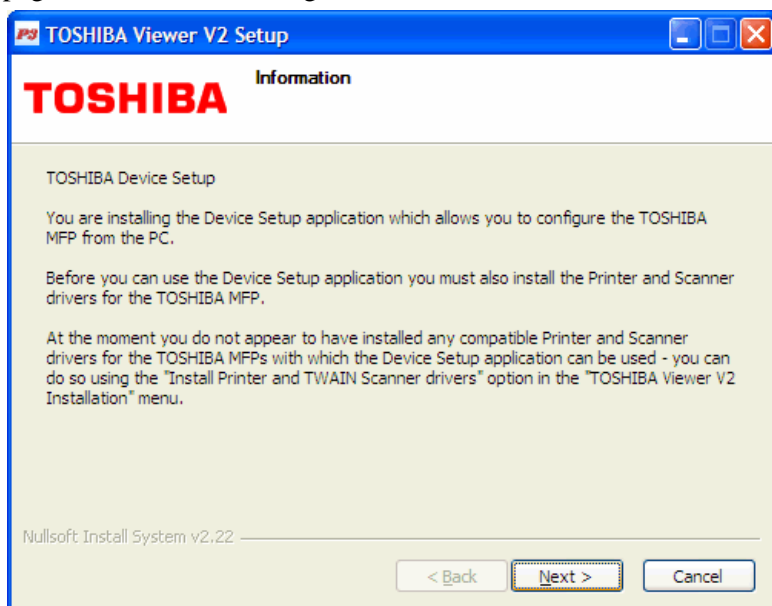 P3 TOSHIBA Viewer V2 Setup
TOSHIBA
Information
TOSHIBA Device Setup
You are installing the Device Setup application which allows you to configure the TOSHIBA
MFP from the PC.
Before you can use the Device Setup application you must also install the Printer and Scanner
drivers for the TOSHIBA MFP.
At the moment you do not appear to have installed any compatible Printer and Scanner
drivers for the TOSHIBA MFPs with which the Device Setup application can be used - you can
do so using the "Install Printer and TWAIN Scanner drivers" option in the "TOSHIBA Viewer V2
Installation" menu.
Nullsoft Install System v2.22
< Back Next > Cancel